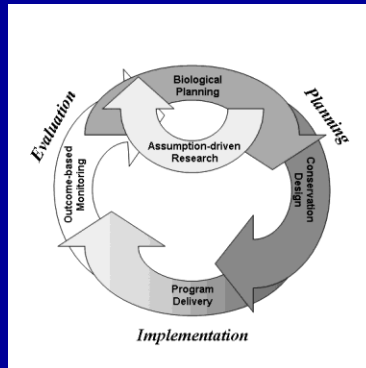 Biological
Planning
Evaluation
Planning
Assumption-driven
Research
Outcome-based
Monitoring
Conservation
Design
Program
Delivery
Implementation